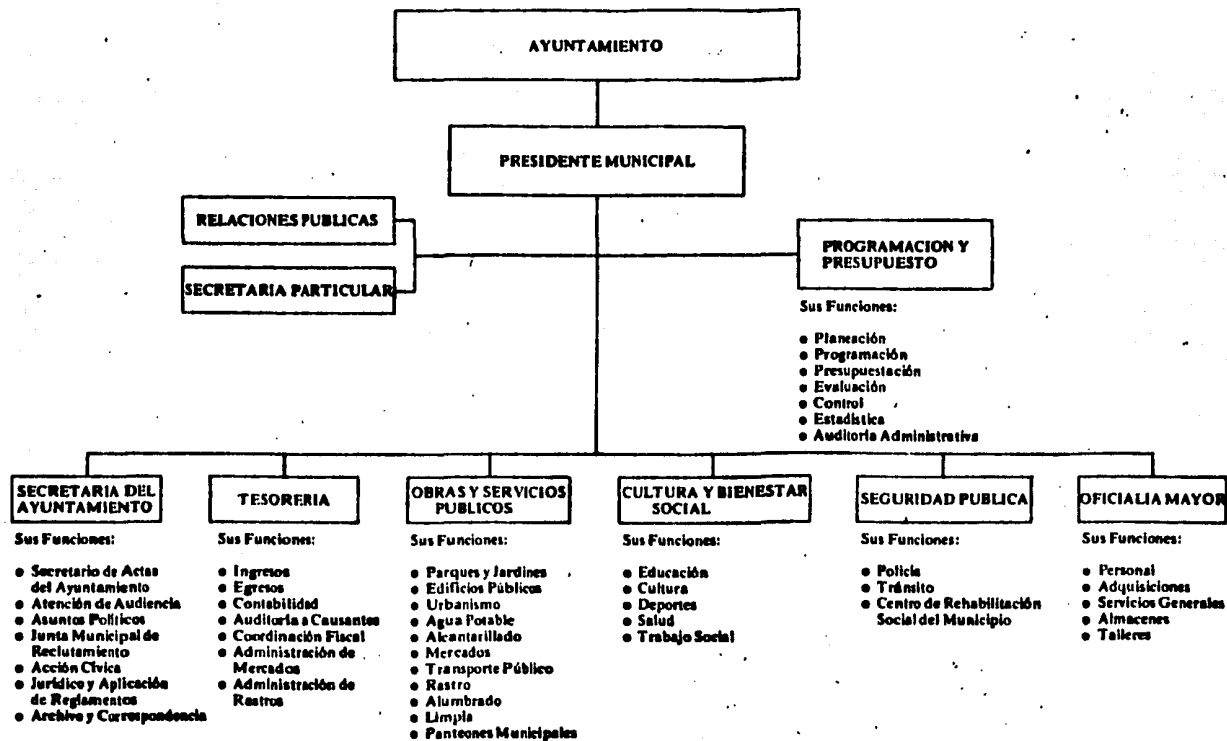 AYUNTAMIENTO
PRESIDENTE MUNICIPAL
RELACIONES PUBLICAS
SECRETARIA PARTICULAR
PROGRAMACION Y
PRESUPUESTO
Sus Funciones:
● Planeación
● Programación
● Presupuestación
● Evaluación
● Control
● Estadística
● Auditoría Administrativa
SECRETARIA DEL
AYUNTAMIENTO
Sus Funciones:
● Secretario de Actas
del Ayuntamiento
● Atención de Audiencia
● Asuntos Políticos
● Junta Municipal de
Reclutamiento
● Acción Cívica
● Jurídico y Aplicación
de Reglamentos
● Archivo y Correspondencia
TESORERIA
Sus Funciones:
● Ingresos
● Egresos
● Contabilidad
● Auditoría a Causantes
● Coordinación Fiscal
● Administración de
Mercados
● Administración de
Rastros
OBRAS Y SERVICIOS
PUBLICOS
Sus Funciones:
● Parques y Jardines
● Edificios Públicos
● Urbanismo
● Agua Potable
● Alcantarillado
● Mercados
● Transporte Público
● Rastro
● Alumbrado
● Limpia
● Panteones Municipales
CULTURA Y BIENESTAR
SOCIAL
Sus Funciones:
● Educación
● Cultura
● Deportes
● Salud
● Trabajo Social
SEGURIDAD PUBLICA
Sus Funciones:
● Policía
● Tránsito
● Centro de Rehabilitación
Social del Municipio
OFICIALIA MAYOR
Sus Funciones:
● Personal
● Adquisiciones
● Servicios Generales
● Almacenes
● Talleres